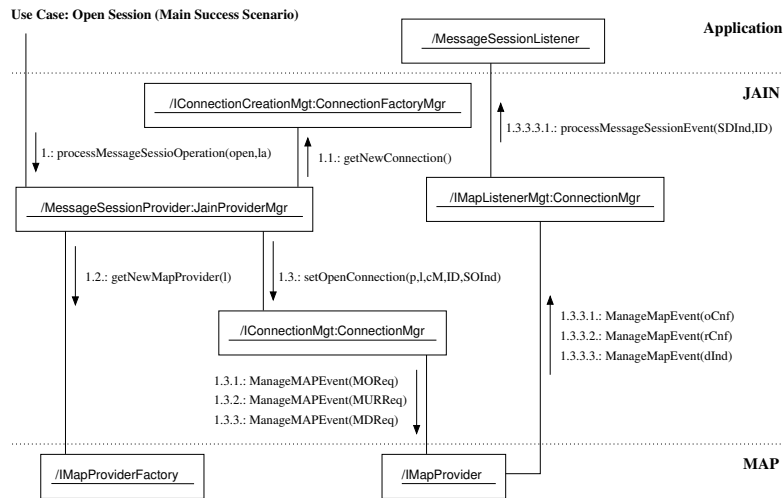 Use Case: Open Session (Main Success Scenario)
/MessageSessionListener
Application
JAIN
/IConnectionCreationMgt:ConnectionFactoryMgr
1.3.3.3.1.: processMessageSessionEvent(SDInd,ID)
1.: processMessageSessioOperation(open,la)
1.1.: getNewConnection()
/MessageSessionProvider:JainProviderMgr
/IMapListenerMgt:ConnectionMgr
1.2.: getNewMapProvider(l)
1.3.: setOpenConnection(p,l,cM,ID,SOInd)
/IConnectionMgt:ConnectionMgr
1.3.3.1.: ManageMapEvent(oCnf)
1.3.3.2.: ManageMapEvent(rCnf)
1.3.3.3.: ManageMapEvent(dInd)
1.3.1.: ManageMAPEvent(MOReq)
1.3.2.: ManageMAPEvent(MURReq)
1.3.3.: ManageMAPEvent(MDReq)
/IMapProviderFactory
/IMapProvider
MAP